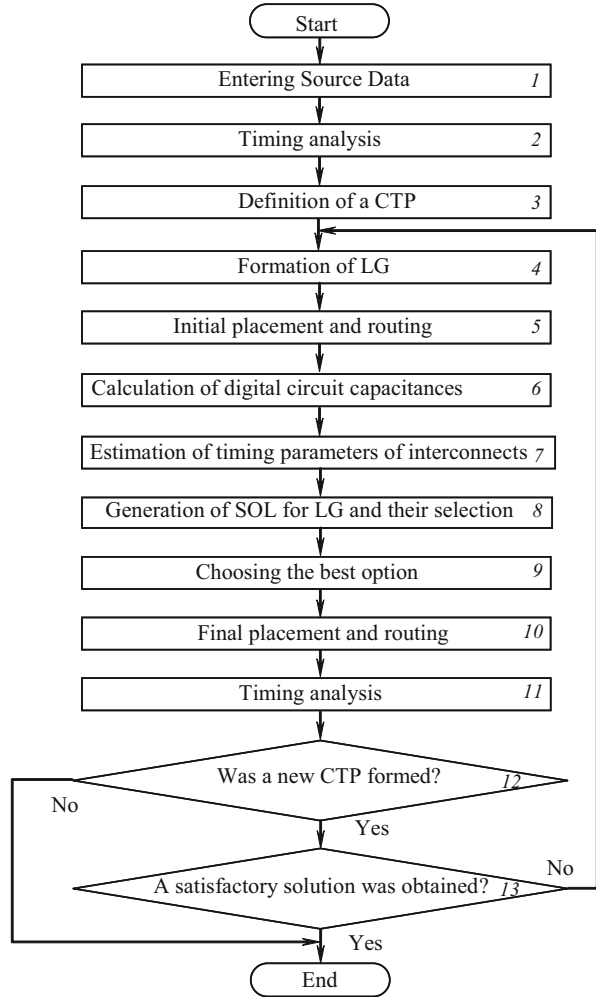 Start
Entering Source Data 1
Timing analysis 2
Definition of a CTP 3
Formation of LG 4
Initial placement and routing 5
Calculation of digital circuit capacitances 6
Estimation of timing parameters of interconnects 7
Generation of SOL for LG and their selection 8
Choosing the best option 9
Final placement and routing 10
Timing analysis 11
Was a new CTP formed? 12
No
Yes
A satisfactory solution was obtained? 13
No
Yes
End